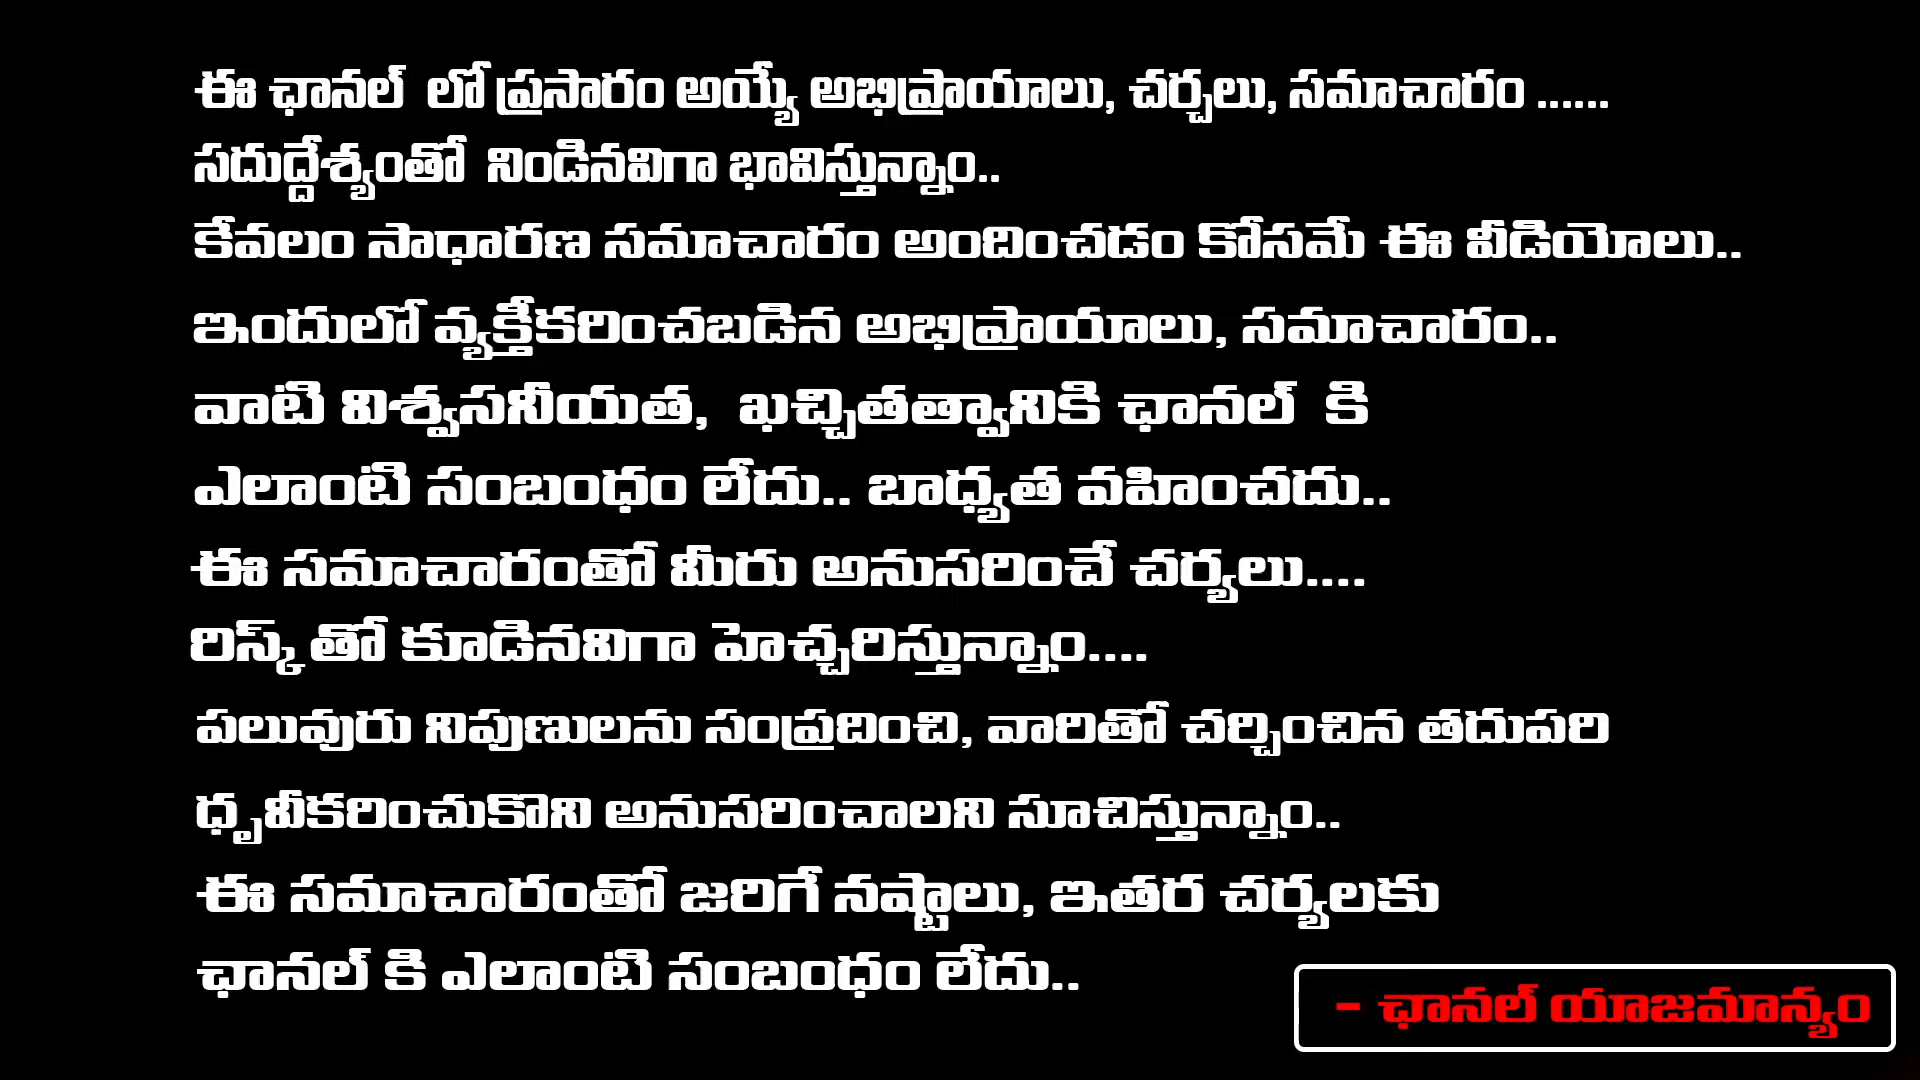 ఈ ఛానల్ లో ప్రసారం అయ్యే అభిప్రాయాలు, చర్చలు, సమాచారం ......
సదుద్దేశ్యంతో నిండినవిగా భావిస్తున్నాం..
కేవలం సాధారణ సమాచారం అందించడం కోసమే ఈ వీడియోలు..
ఇందులో వ్యక్తీకరించబడిన అభిప్రాయాలు, సమాచారం..
వాటి విశ్వసనీయత, ఖచ్చితత్వానికి ఛానల్ కి
ఎలాంటి సంబంధం లేదు.. బాధ్యత వహించదు..
ఈ సమాచారంతో మీరు అనుసరించే చర్యలు....
రిస్క్ తో కూడినవిగా హెచ్చరిస్తున్నాం....
పలువురు నిపుణులను సంప్రదించి, వారితో చర్చించిన తదుపరి
ధృవీకరించుకొని అనుసరించాలని సూచిస్తున్నాం..
ఈ సమాచారంతో జరిగే నష్టాలు, ఇతర చర్యలకు
ఛానల్ కి ఎలాంటి సంబంధం లేదు..
- ఛానల్ యాజమాన్యం